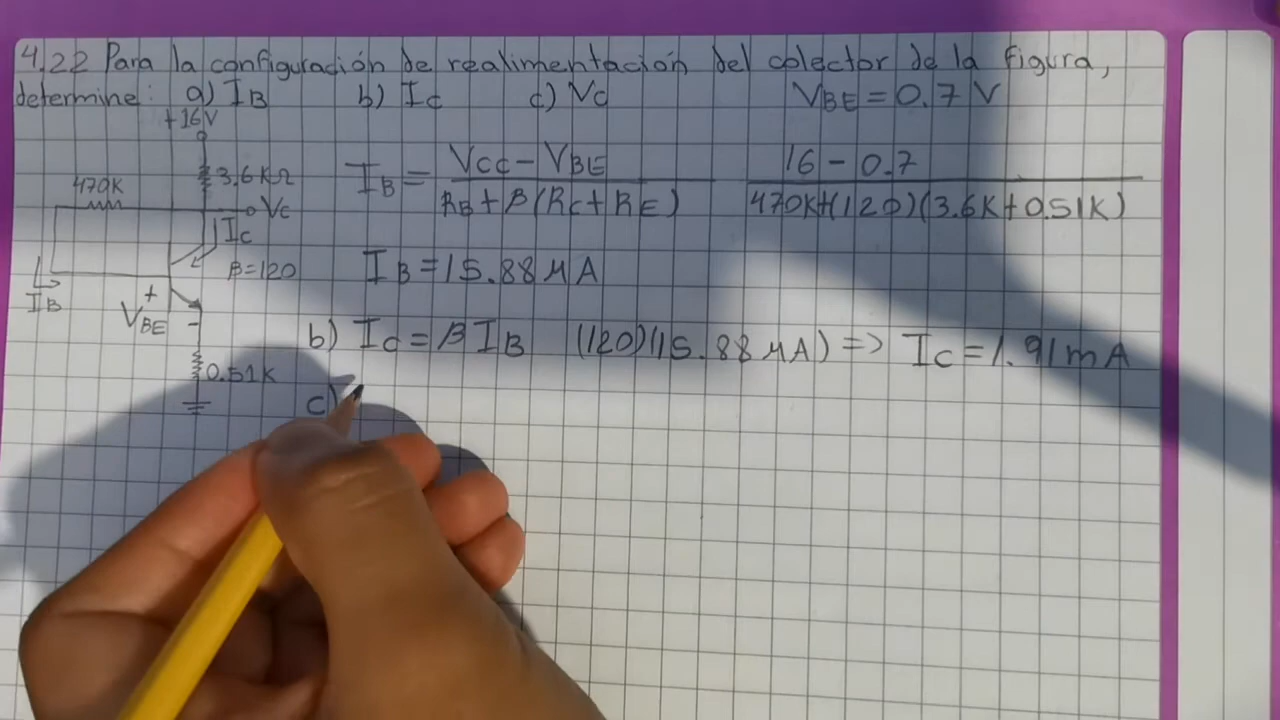 4.22 Para la configuración de realimentación del colector de la figura,
determine: a) IB b) Ic c) Vc VBE = 0.7 V
+16V
3.6KΩ
470K
Vc
Ic
β=120
IB
+
VBE
-
0.51K
IB = VCC - VBE / RB + β(RC + RE) 16 - 0.7 / 470K+(120)(3.6K+0.51K)
IB = 15.88 μA
b) Ic = β IB (120)(15.88 μA) => Ic = 1.91 mA
c)